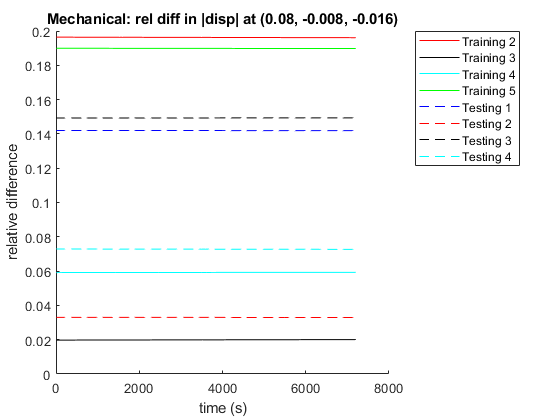 Mechanical: rel diff in |disp| at (0.08, -0.008, -0.016)
0.2
0.18
0.16
0.14
0.12
0.1
0.08
0.06
0.04
0.02
0
relative difference
0
2000
4000
6000
8000
time (s)
Training 2
Training 3
Training 4
Training 5
Testing 1
Testing 2
Testing 3
Testing 4